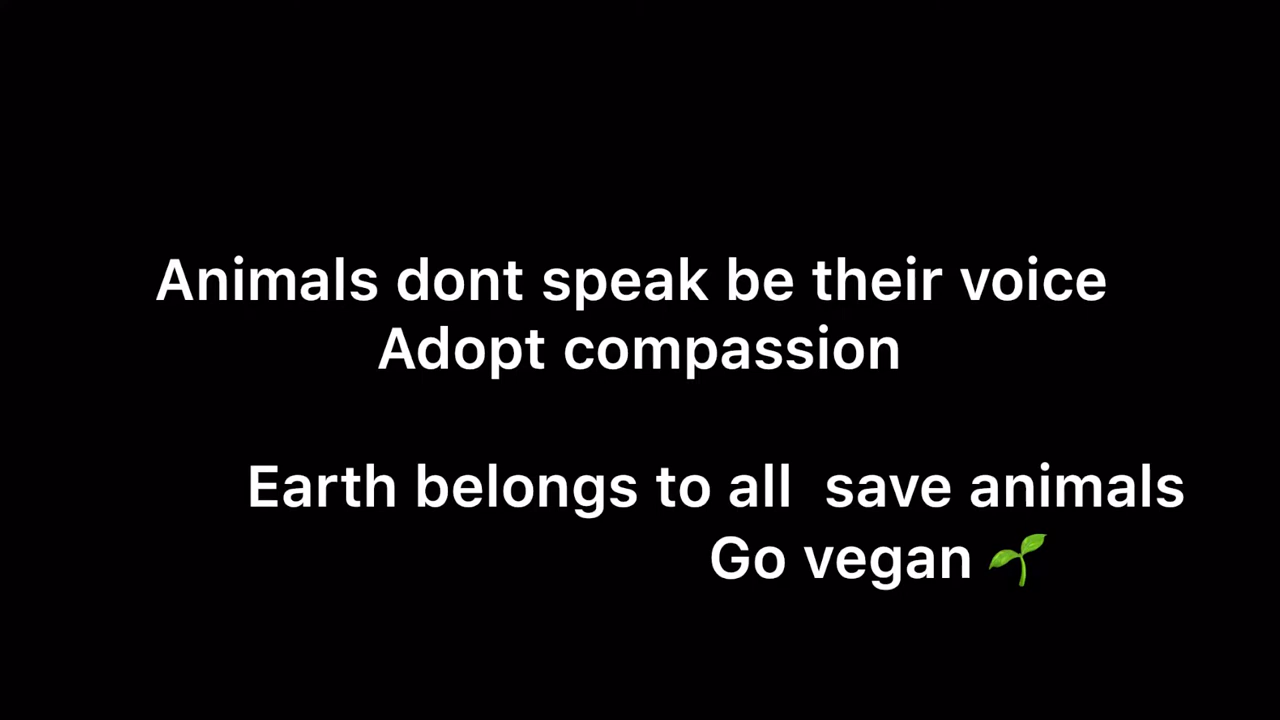 Animals dont speak be their voice
Adopt compassion
Earth belongs to all  save animals
Go vegan 🌱